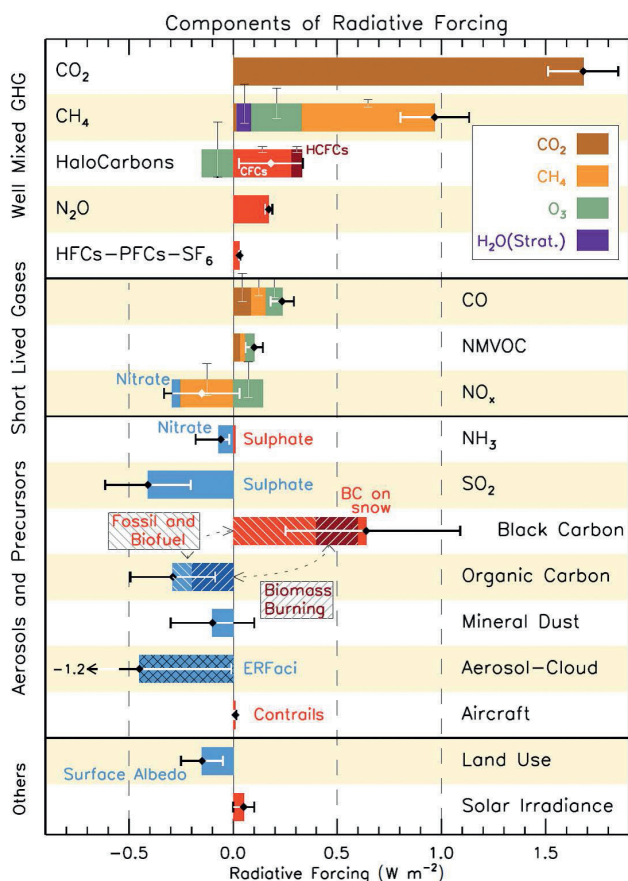 Components of Radiative Forcing
Well Mixed GHG
CO₂
CH₄
HaloCarbons
HCFCs
CFCs
N₂O
HFCs-PFCs-SF₆
CO₂
CH₄
O₃
H₂O(Strat.)
Short Lived Gases
CO
NMVOC
Nitrate
NOₓ
Aerosols and Precursors
Nitrate
Sulphate
NH₃
Sulphate
SO₂
BC on
snow
Fossil and
Biofuel
Black Carbon
Organic Carbon
Biomass
Burning
Mineral Dust
-1.2
ERFaci
Aerosol-Cloud
Contrails
Aircraft
Others
Land Use
Surface Albedo
Solar Irradiance
-0.5 0.0 0.5 1.0 1.5
Radiative Forcing (W m⁻²)